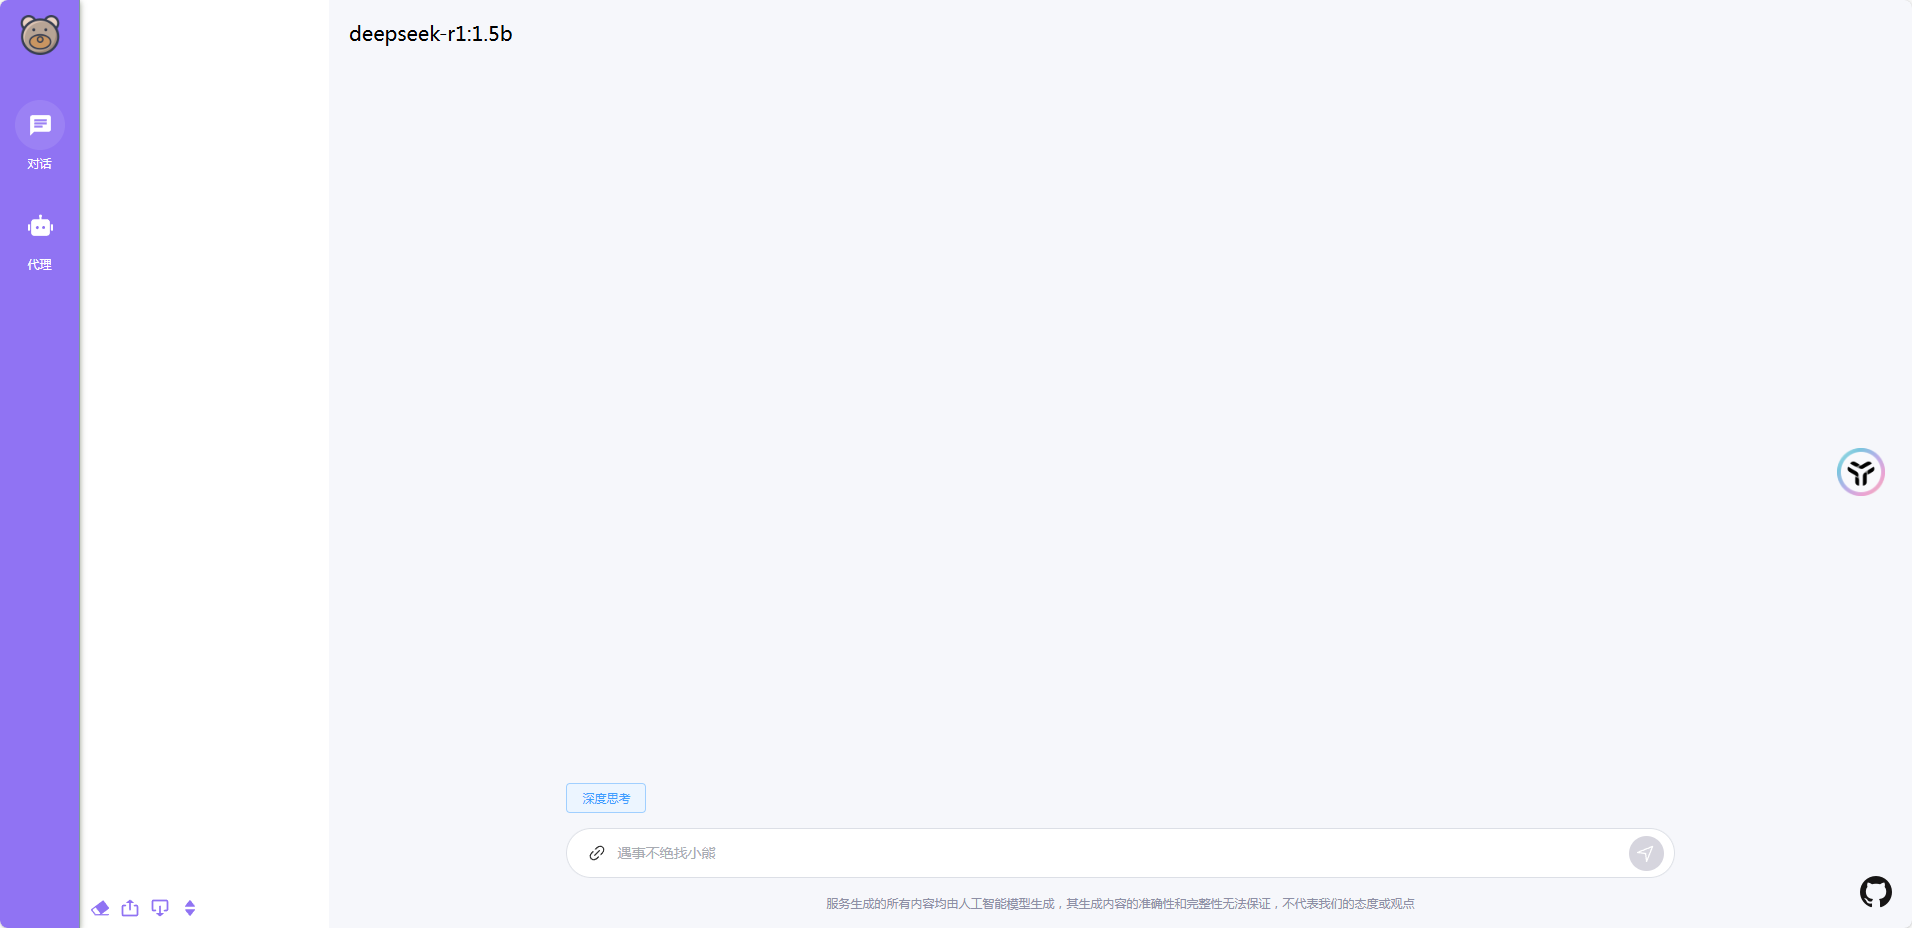 deepseek-r1:1.5b
对话
代理
深度思考
遇事不绝找小熊
服务生成的所有内容均由人工智能模型生成，其生成内容的准确性和完整性无法保证，不代表我们的态度或观点